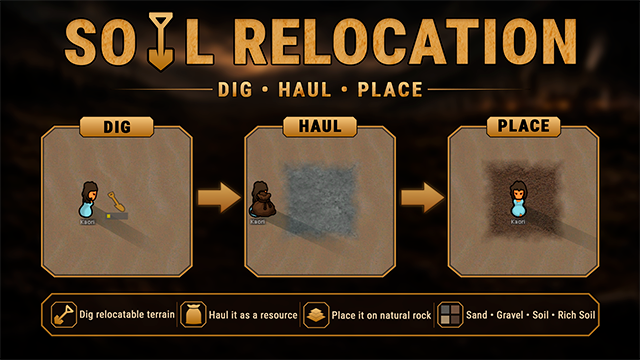 SOIL RELOCATION
DIG • HAUL • PLACE
DIG
HAUL
PLACE
Kaori
Kaori
Kaori
Dig relocatable terrain
Haul it as a resource
Place it on natural rock
Sand • Gravel • Soil • Rich Soil